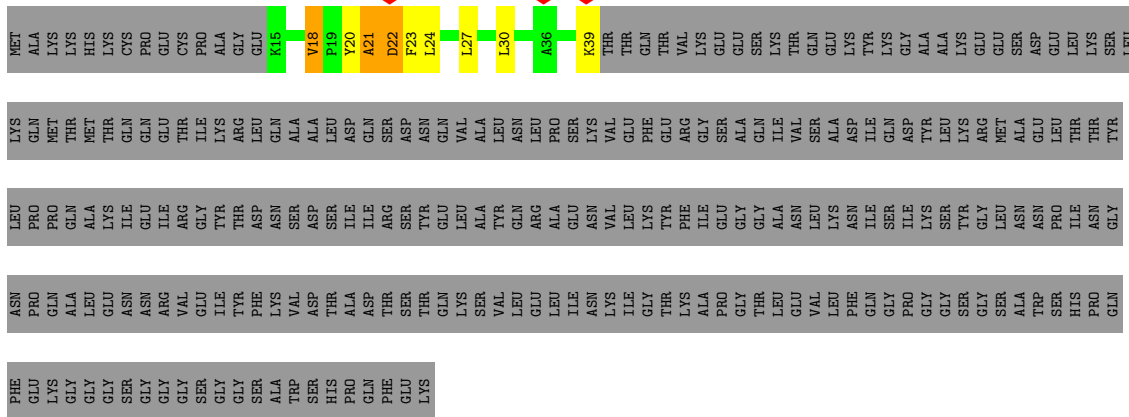 MET ALA LYS LYS HIS LYS CYS PRO GLU CYS PRO ALA GLY GLU K15 V18 P19 Y20 A21 D22 F23 L24 L27 L30 A36 K39 THR THR GLN THR VAL LYS GLU GLU SER LYS THR GLN GLU LYS TYR LYS GLY ALA ALA LYS GLU GLU SER ASP GLU LEU LYS SER LEU
LYS GLN MET THR MET THR GLN GLN GLU THR ILE LYS ARG LEU GLN ALA ALA LEU ASP GLN SER ASP ASN GLN VAL ALA LEU ASN LEU PRO SER LYS VAL GLU PHE GLU ARG GLY SER ALA GLN ILE VAL SER ALA ASP ILE GLN ASP TYR LEU LYS ARG MET ALA GLU LEU THR THR TYR
LEU PRO PRO GLN ALA LYS ILE GLU ILE ARG GLY TYR THR ASP ASN SER ASP SER ILE ILE ARG SER TYR GLU LEU ALA TYR GLN ARG ALA GLU ASN VAL LEU LYS TYR PHE ILE GLU GLY GLY ALA ASN LEU LYS ASN ILE SER ILE LYS SER TYR GLY LEU ASN ASN PRO ILE ASN GLY
ASN PRO GLN ALA LEU GLU ASN ASN ARG VAL GLU ILE TYR PHE LYS VAL ASP THR ALA ASP THR SER THR GLN LYS SER VAL LEU GLU LEU ILE ASN LYS ILE GLY THR LYS ALA PRO GLY THR LEU GLU VAL LEU PHE GLN GLY PRO GLY GLY SER GLY SER ALA TRP SER HIS PRO GLN
PHE GLU LYS GLY GLY GLY SER GLY GLY GLY SER GLY GLY SER ALA TRP SER HIS PRO GLN PHE GLU LYS